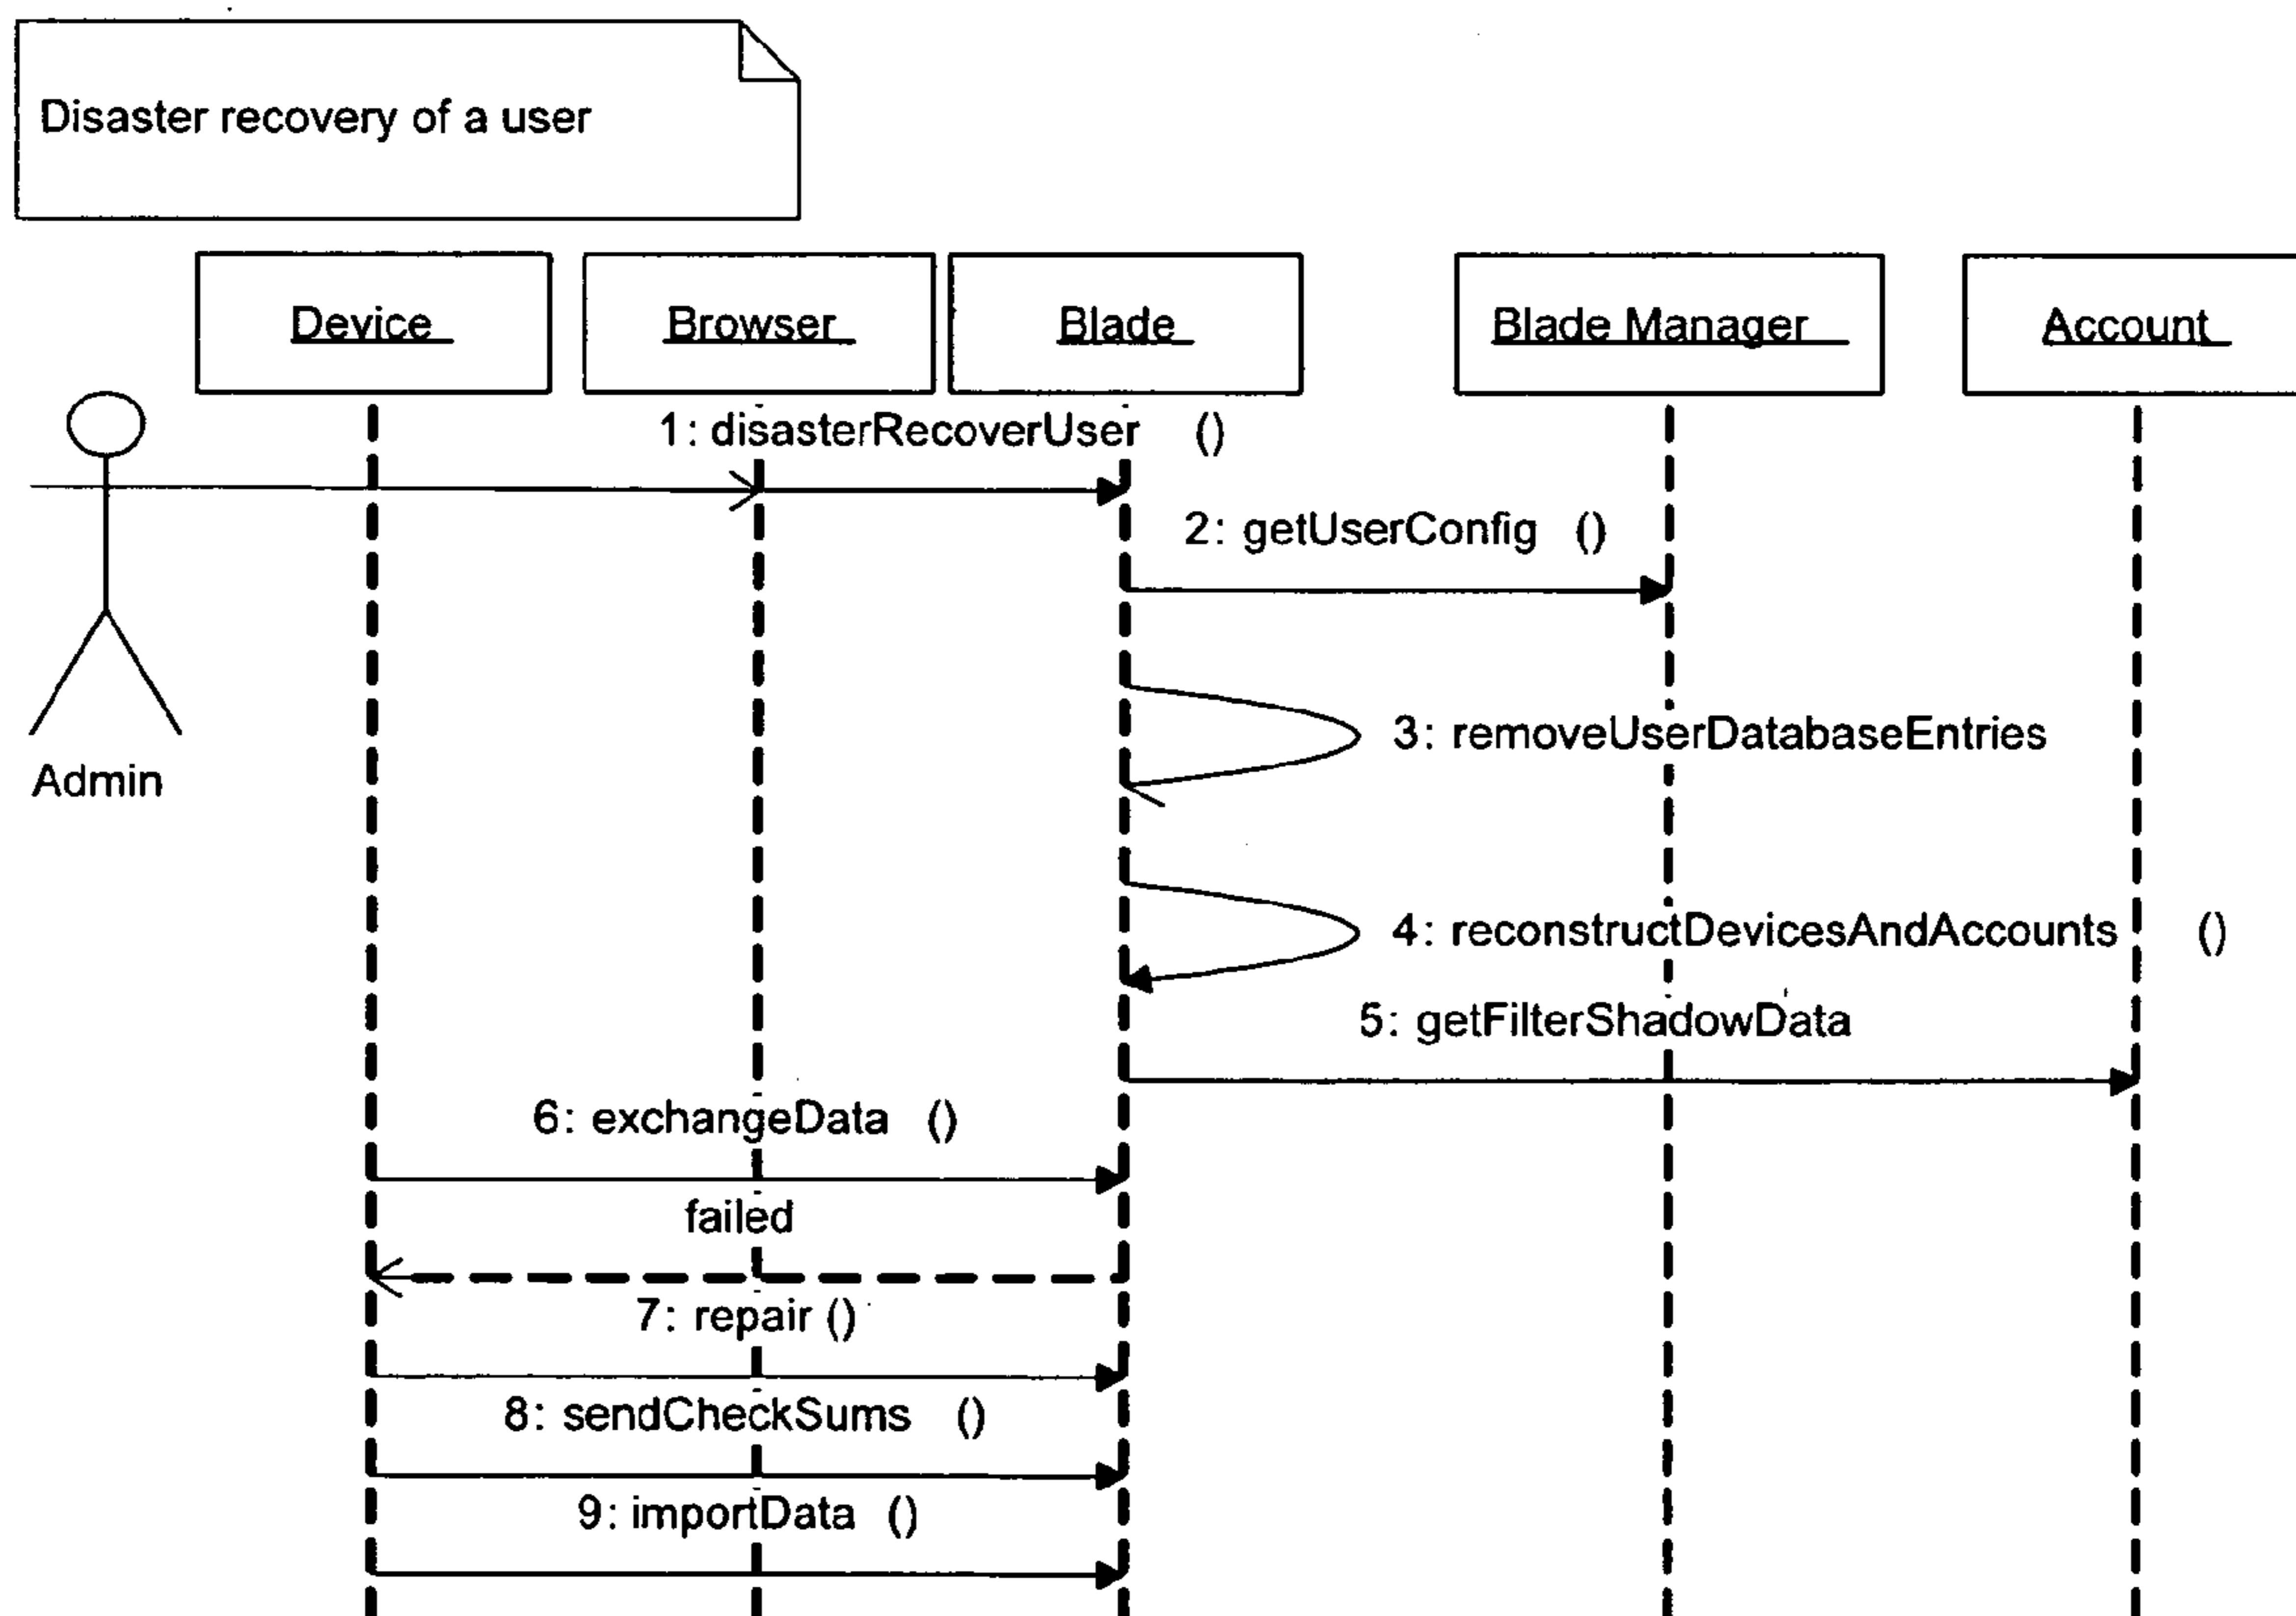 Disaster recovery of a user
Device
Browser
Blade
Blade Manager
Account
1: disasterRecoverUser ()
2: getUserConfig ()
3: removeUserDatabaseEntries
Admin
4: reconstructDevicesAndAccounts ()
5: getFilterShadowData
6: exchangeData ()
failed
7: repair ()
8: sendCheckSums ()
9: importData ()